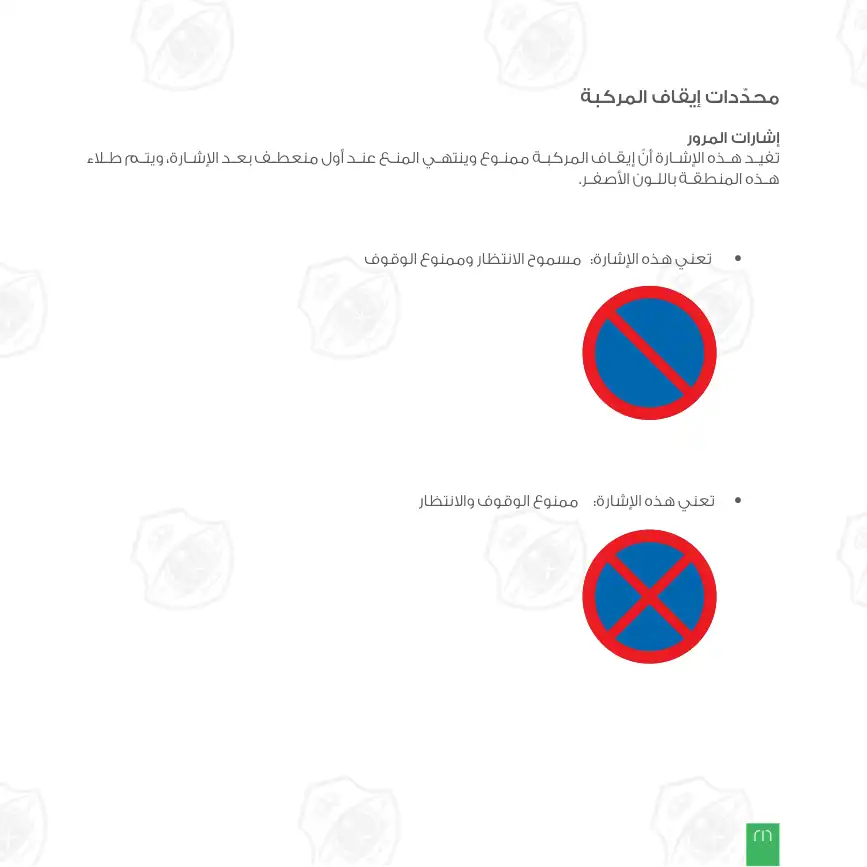 محدّدات إيقاف المركبة
إشارات المرور
تفيد هذه الإشارة أنّ إيقاف المركبة ممنوع وينتهي المنع عند أول منعطف بعد الإشارة، ويتم طلاء
هذه المنطقة باللون الأصفر.
• تعني هذه الإشارة: مسموح الانتظار وممنوع الوقوف
• تعني هذه الإشارة: ممنوع الوقوف والانتظار
٢١٦